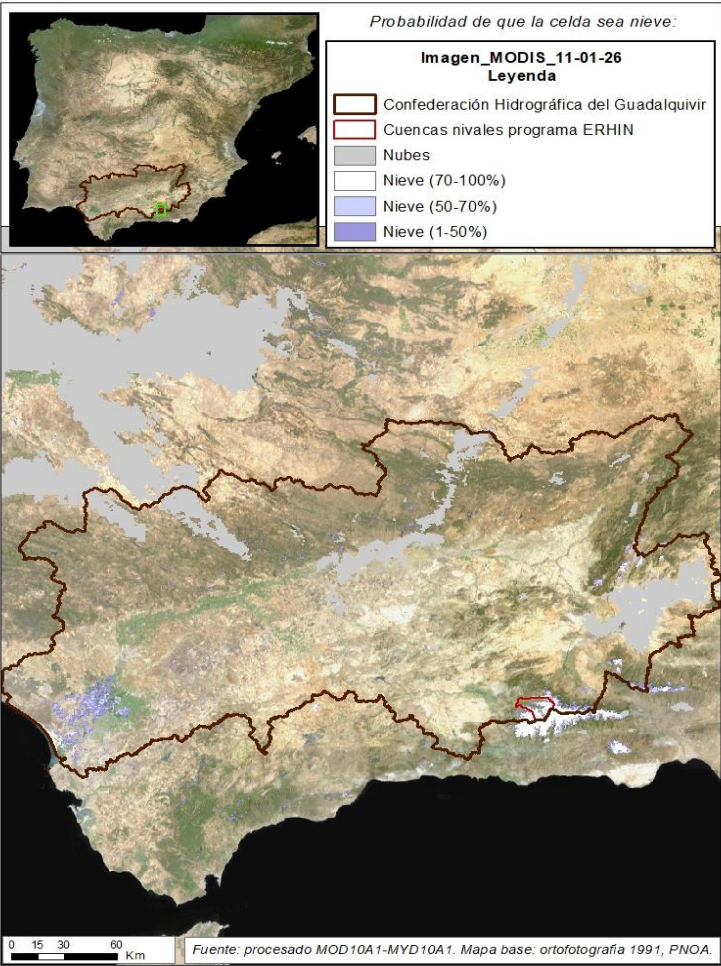 Probabilidad de que la celda sea nieve:
Imagen_MODIS_11-01-26
Leyenda
Confederación Hidrográfica del Guadalquivir
Cuencas nivales programa ERHIN
Nubes
Nieve (70-100%)
Nieve (50-70%)
Nieve (1-50%)
0 15 30 60
Km
Fuente: procesado MOD10A1-MYD10A1. Mapa base: ortofotografia 1991, PNOA.